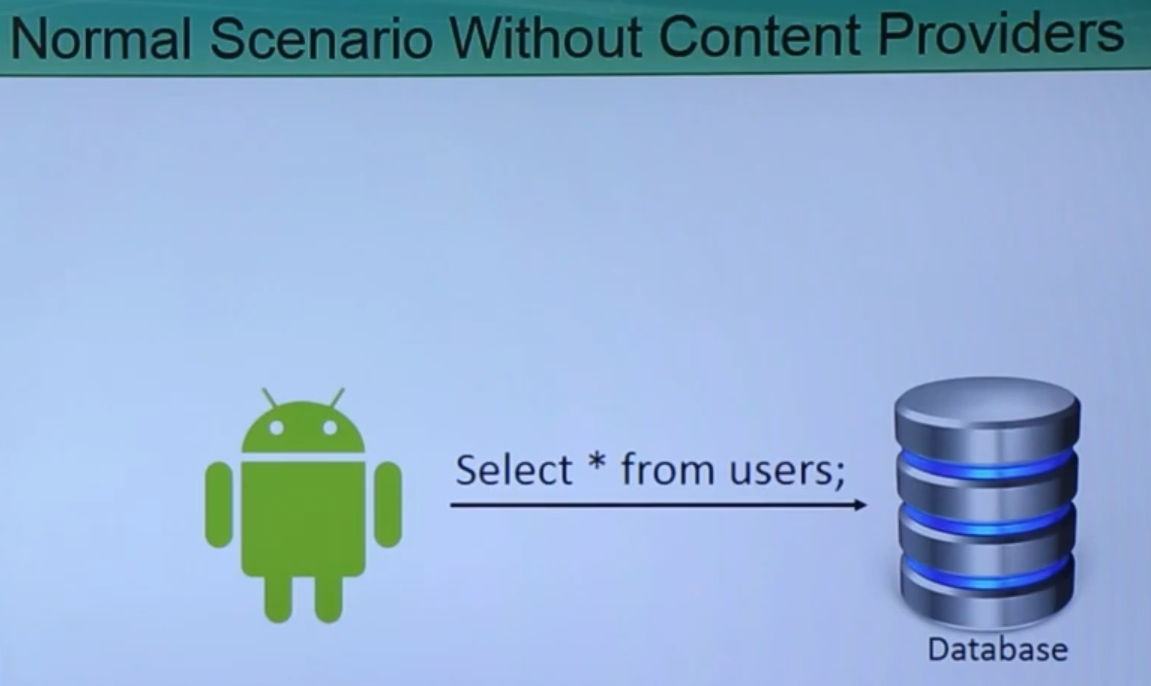 Normal Scenario Without Content Providers
Select * from users;
Database